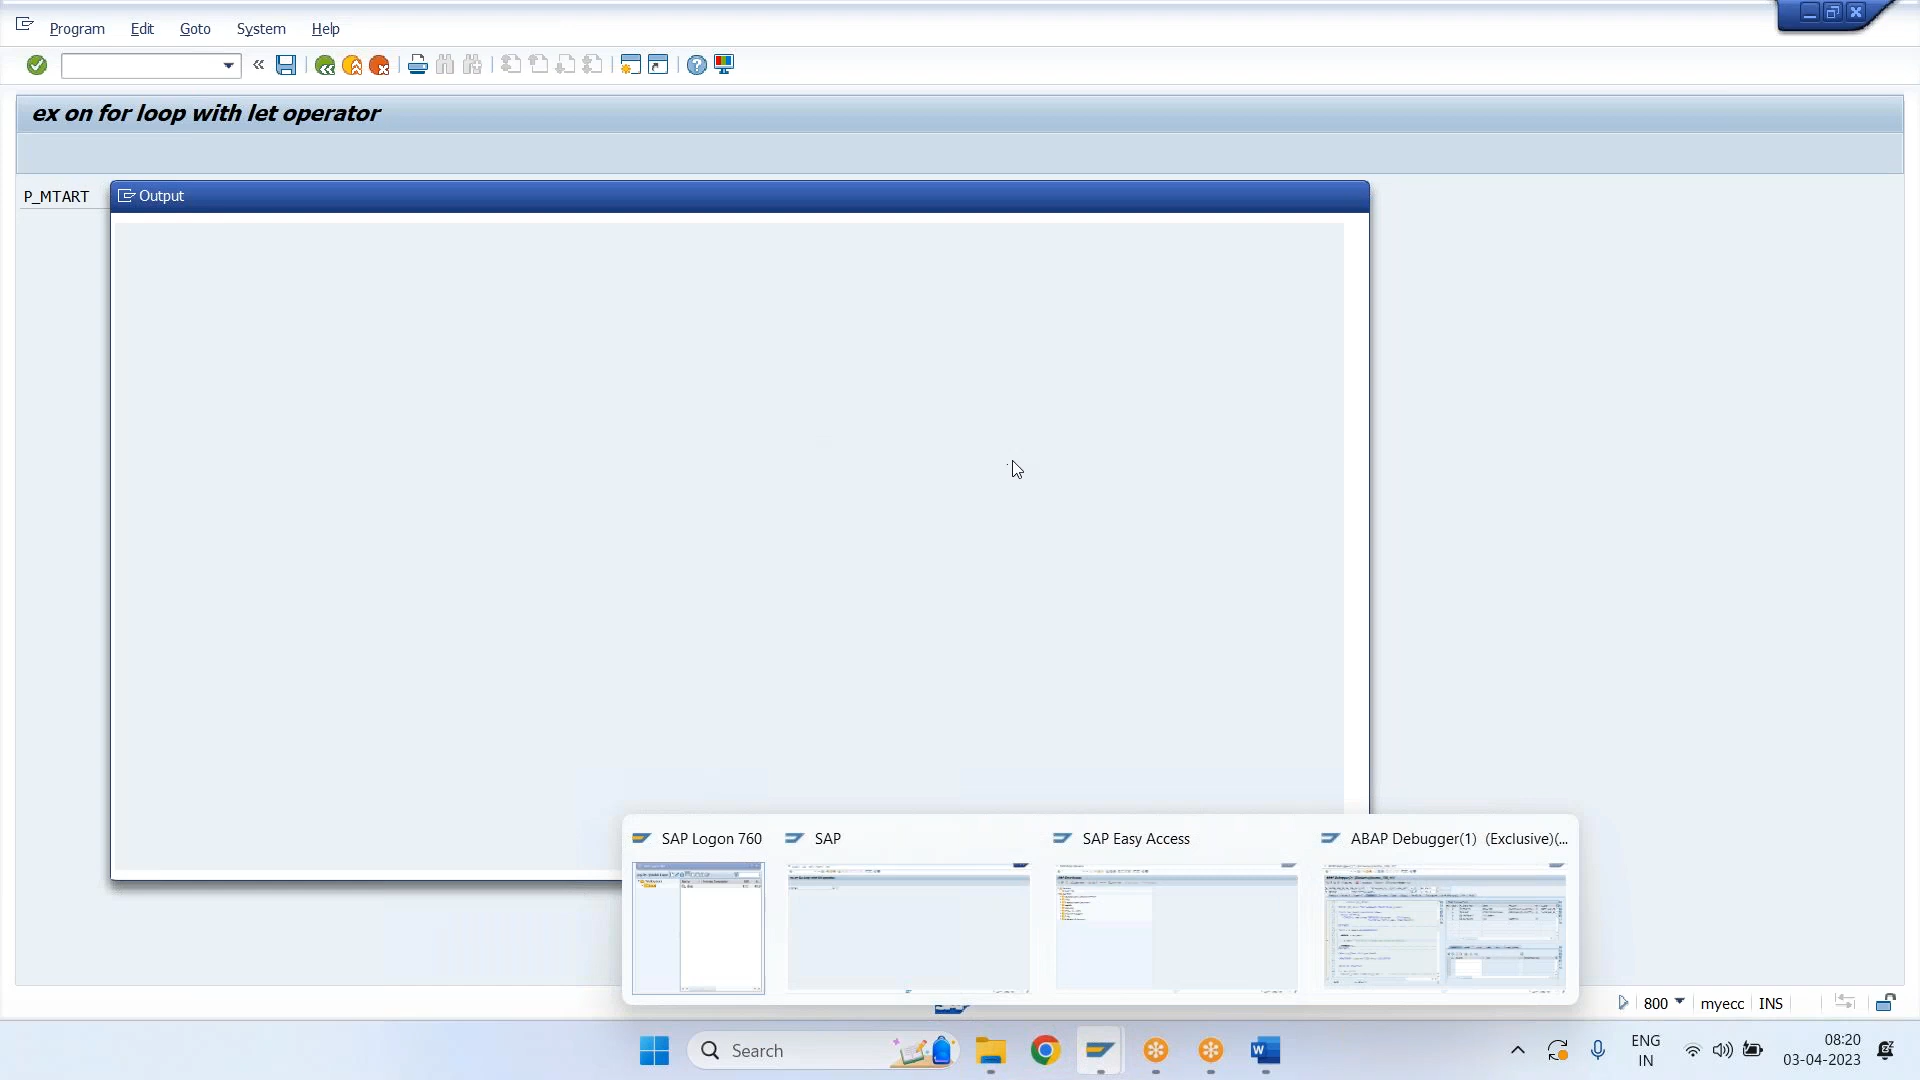 Program Edit Goto System Help
ex on for loop with let operator
P_MTART
Output
SAP Logon 760
SAP
SAP Easy Access
ABAP Debugger(1) (Exclusive)(...
800
myecc
INS
Search
ENG
IN
08:20
03-04-2023